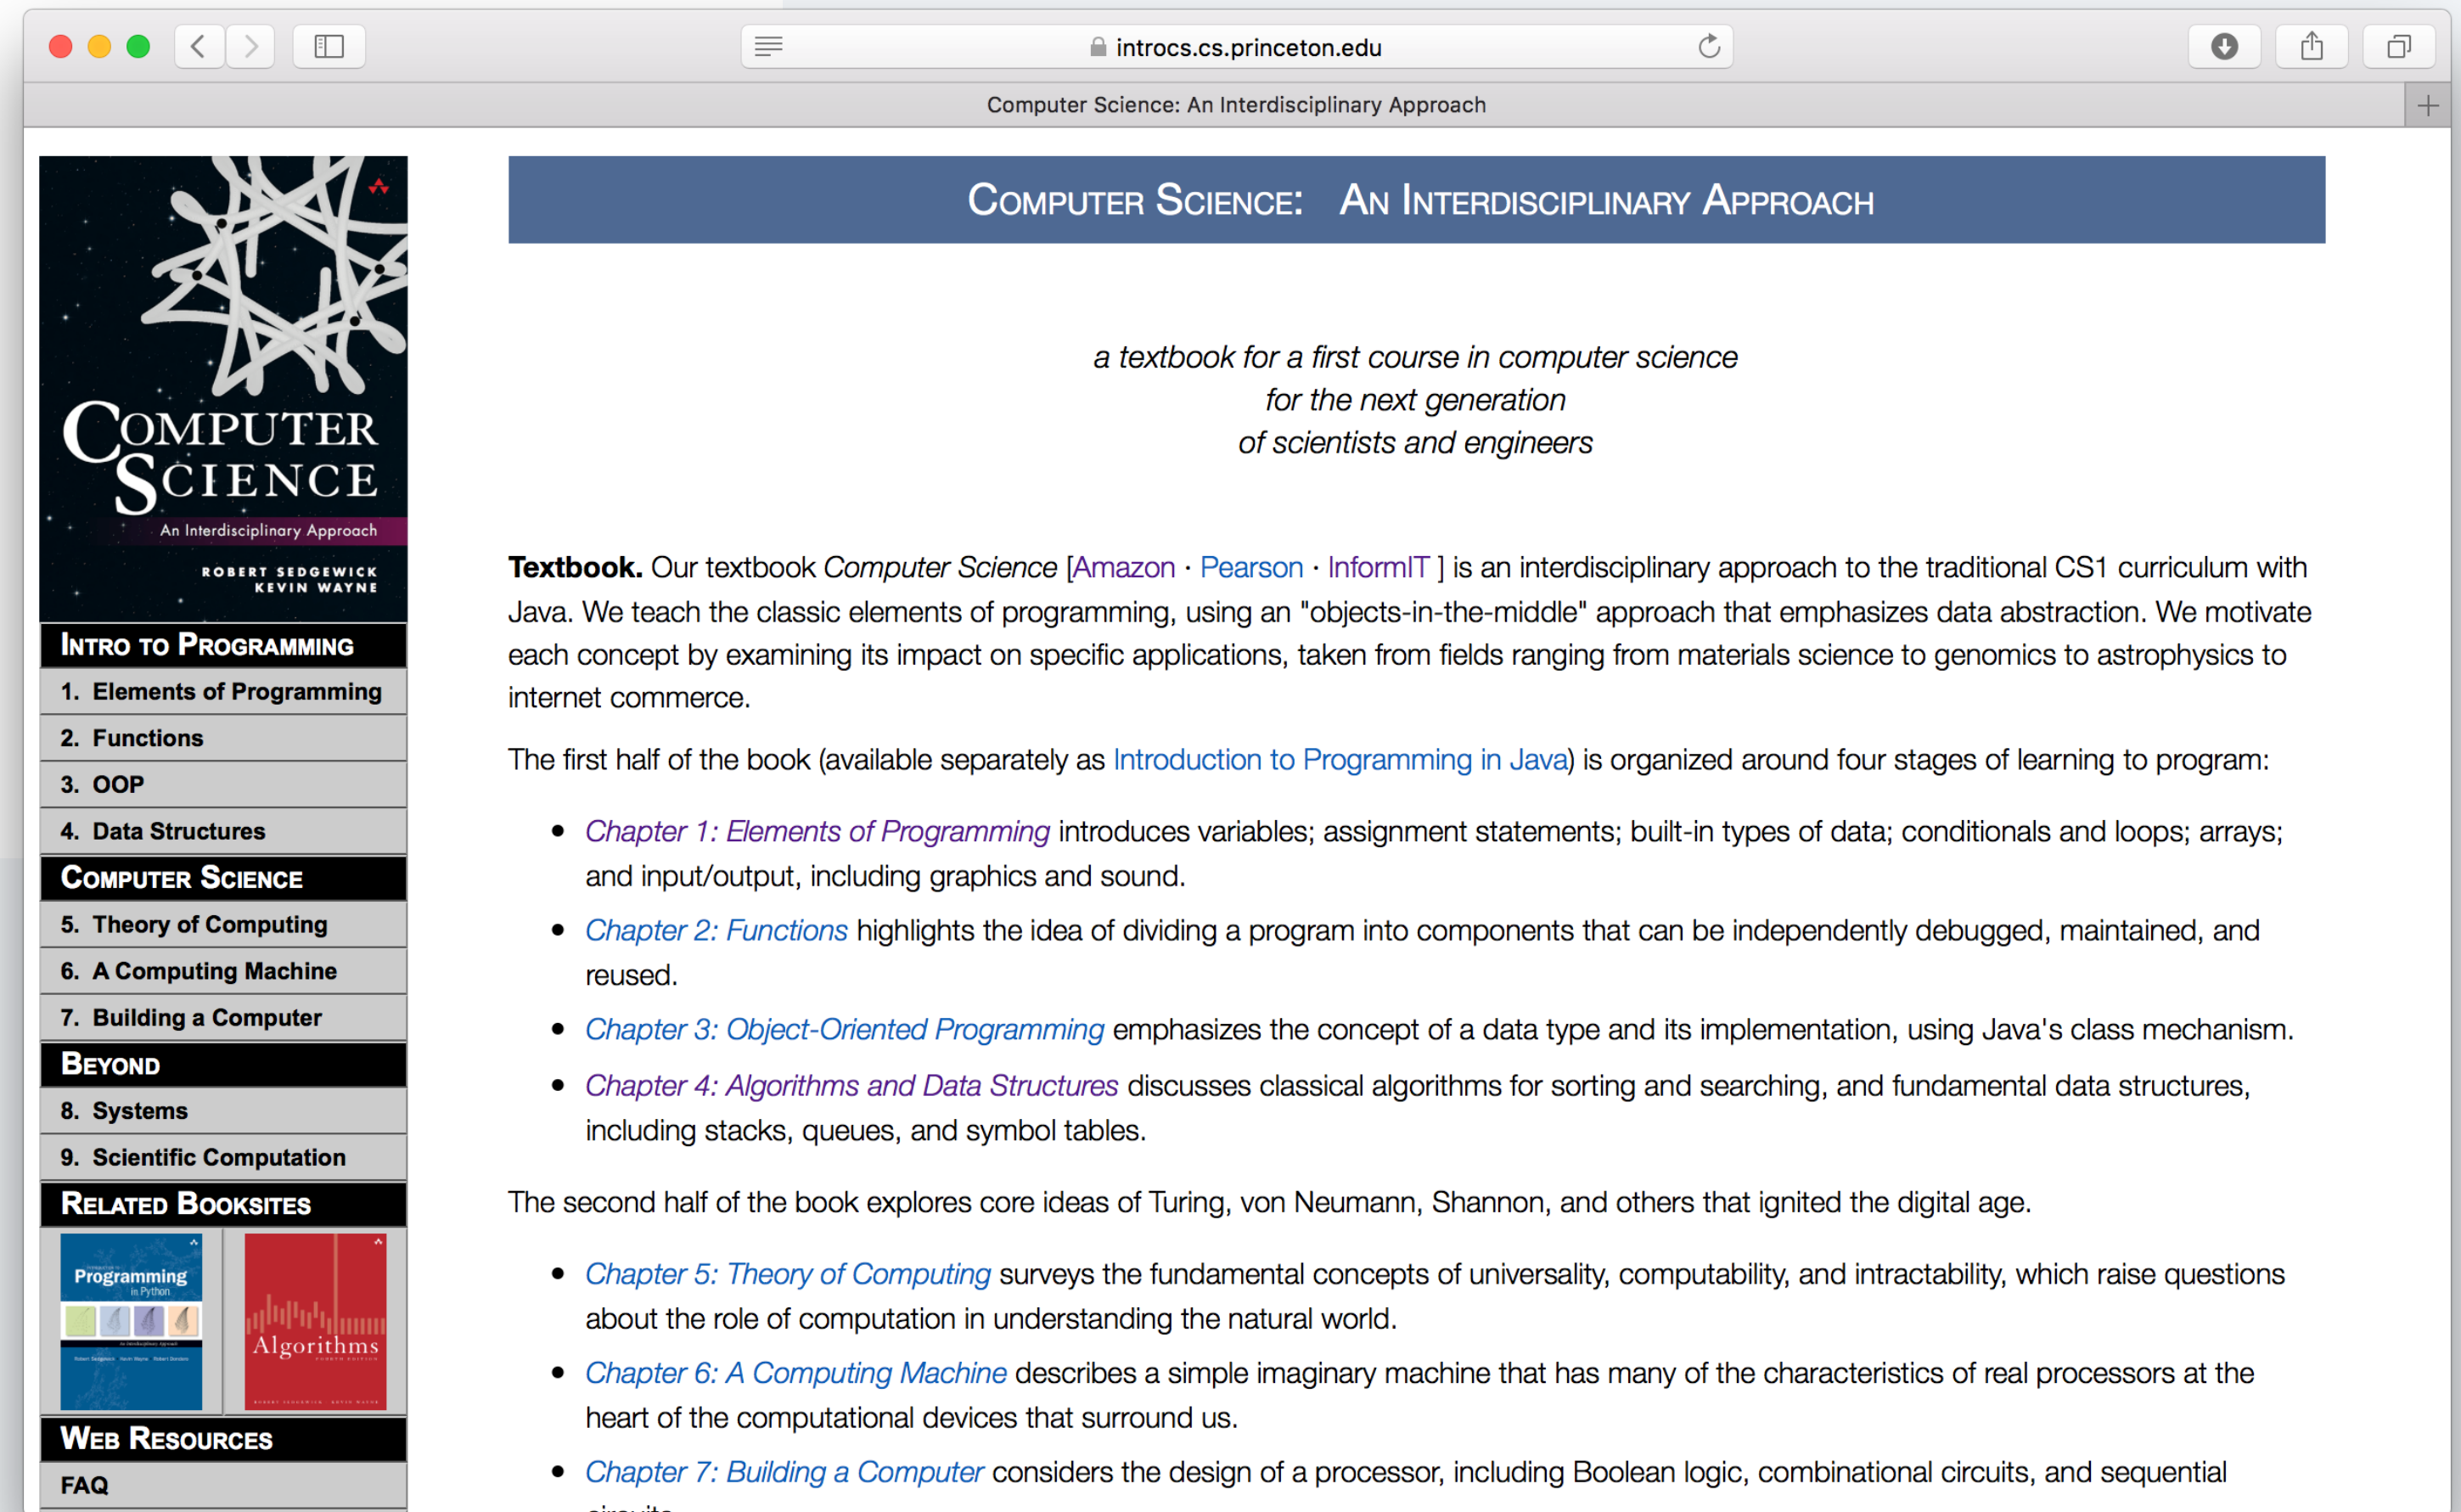 introcs.cs.princeton.edu
Computer Science: An Interdisciplinary Approach
COMPUTER
SCIENCE
An Interdisciplinary Approach
ROBERT SEDGEWICK
KEVIN WAYNE
INTRO TO PROGRAMMING
1. Elements of Programming
2. Functions
3. OOP
4. Data Structures
COMPUTER SCIENCE
5. Theory of Computing
6. A Computing Machine
7. Building a Computer
BEYOND
8. Systems
9. Scientific Computation
RELATED BOOKSITES
Programming
in Python
Algorithms
FOURTH EDITION
ROBERT SEDGEWICK KEVIN WAYNE
WEB RESOURCES
FAQ
COMPUTER SCIENCE: AN INTERDISCIPLINARY APPROACH
a textbook for a first course in computer science
for the next generation
of scientists and engineers
Textbook. Our textbook Computer Science [Amazon · Pearson · InformIT ] is an interdisciplinary approach to the traditional CS1 curriculum with
Java. We teach the classic elements of programming, using an "objects-in-the-middle" approach that emphasizes data abstraction. We motivate
each concept by examining its impact on specific applications, taken from fields ranging from materials science to genomics to astrophysics to
internet commerce.
The first half of the book (available separately as Introduction to Programming in Java) is organized around four stages of learning to program:
• Chapter 1: Elements of Programming introduces variables; assignment statements; built-in types of data; conditionals and loops; arrays;
and input/output, including graphics and sound.
• Chapter 2: Functions highlights the idea of dividing a program into components that can be independently debugged, maintained, and
reused.
• Chapter 3: Object-Oriented Programming emphasizes the concept of a data type and its implementation, using Java's class mechanism.
• Chapter 4: Algorithms and Data Structures discusses classical algorithms for sorting and searching, and fundamental data structures,
including stacks, queues, and symbol tables.
The second half of the book explores core ideas of Turing, von Neumann, Shannon, and others that ignited the digital age.
• Chapter 5: Theory of Computing surveys the fundamental concepts of universality, computability, and intractability, which raise questions
about the role of computation in understanding the natural world.
• Chapter 6: A Computing Machine describes a simple imaginary machine that has many of the characteristics of real processors at the
heart of the computational devices that surround us.
• Chapter 7: Building a Computer considers the design of a processor, including Boolean logic, combinational circuits, and sequential